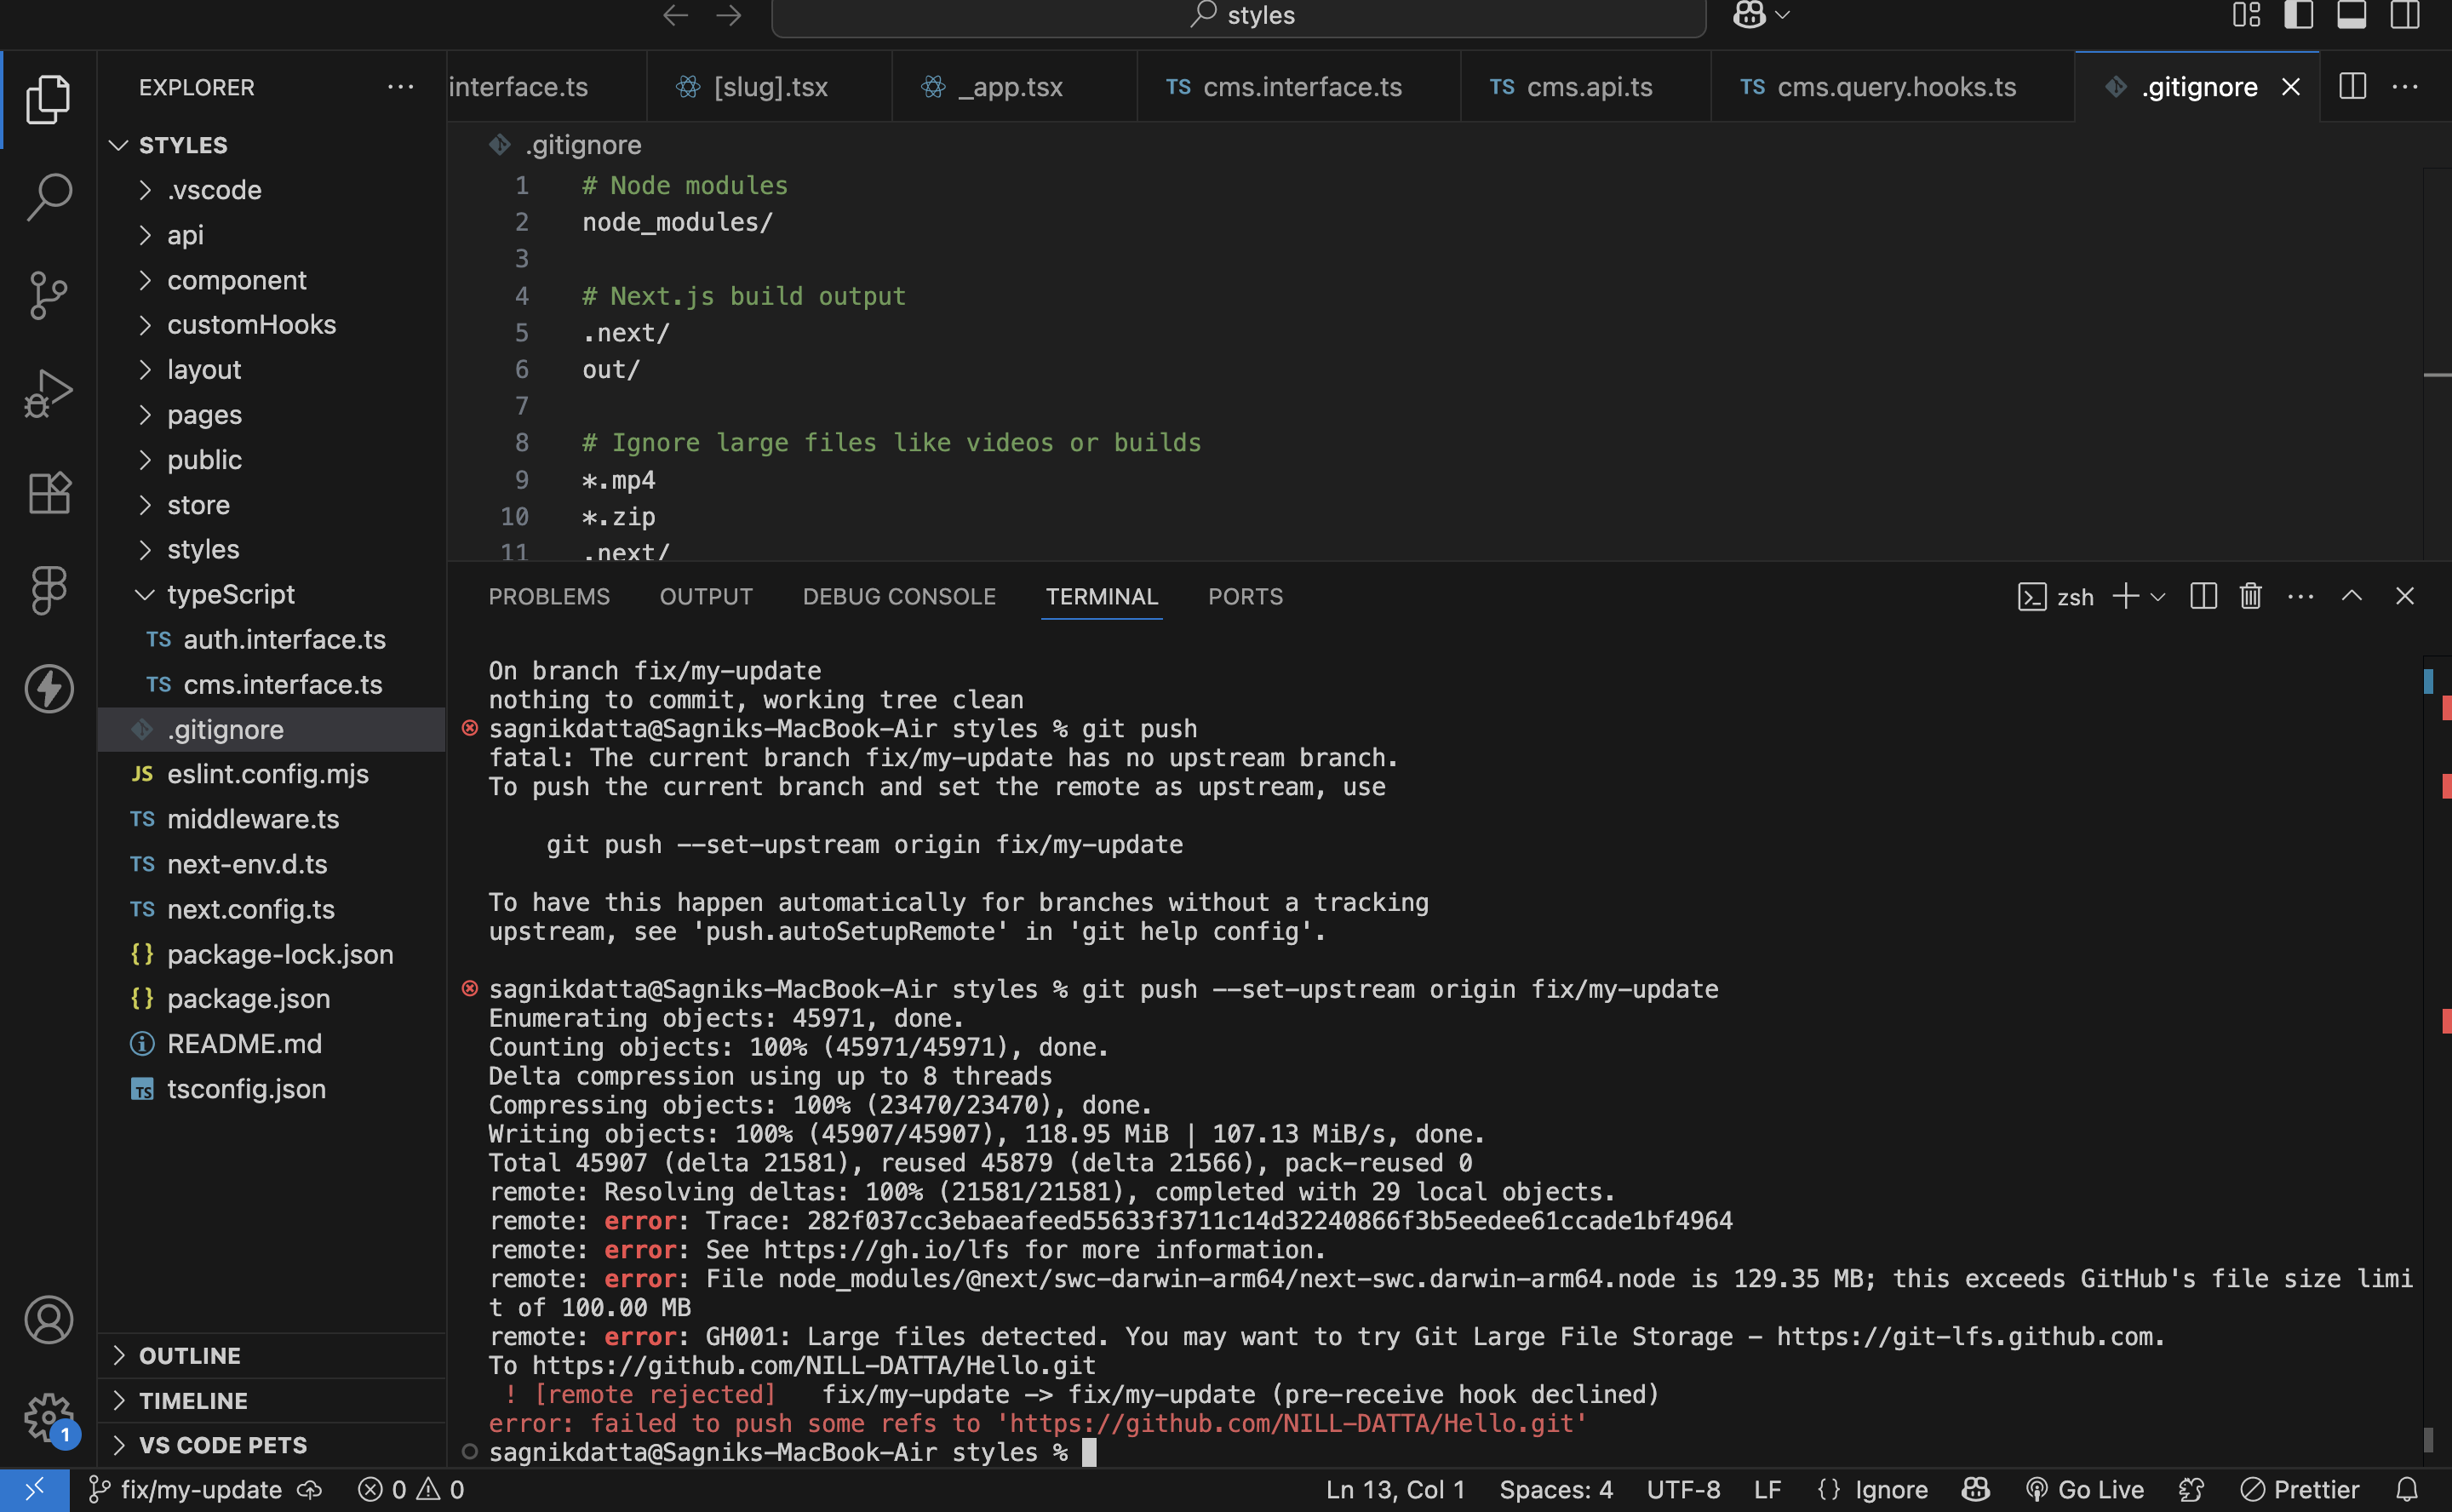 styles
EXPLORER
interface.ts
[slug].tsx
_app.tsx
TS cms.interface.ts
TS cms.api.ts
TS cms.query.hooks.ts
.gitignore
STYLES
.vscode
api
component
customHooks
layout
pages
public
store
styles
typeScript
TS auth.interface.ts
TS cms.interface.ts
.gitignore
JS eslint.config.mjs
TS middleware.ts
TS next-env.d.ts
TS next.config.ts
{} package-lock.json
{} package.json
README.md
TS tsconfig.json
OUTLINE
TIMELINE
VS CODE PETS
1
.gitignore
1 # Node modules
2 node_modules/
3
4 # Next.js build output
5 .next/
6 out/
7
8 # Ignore large files like videos or builds
9 *.mp4
10 *.zip
11 .next/
PROBLEMS OUTPUT DEBUG CONSOLE TERMINAL PORTS
zsh
On branch fix/my-update
nothing to commit, working tree clean
sagnikdatta@Sagniks-MacBook-Air styles % git push
fatal: The current branch fix/my-update has no upstream branch.
To push the current branch and set the remote as upstream, use
git push --set-upstream origin fix/my-update
To have this happen automatically for branches without a tracking
upstream, see 'push.autoSetupRemote' in 'git help config'.
sagnikdatta@Sagniks-MacBook-Air styles % git push --set-upstream origin fix/my-update
Enumerating objects: 45971, done.
Counting objects: 100% (45971/45971), done.
Delta compression using up to 8 threads
Compressing objects: 100% (23470/23470), done.
Writing objects: 100% (45907/45907), 118.95 MiB | 107.13 MiB/s, done.
Total 45907 (delta 21581), reused 45879 (delta 21566), pack-reused 0
remote: Resolving deltas: 100% (21581/21581), completed with 29 local objects.
remote: error: Trace: 282f037cc3ebaeafeed55633f3711c14d32240866f3b5eedee61ccade1bf4964
remote: error: See https://gh.io/lfs for more information.
remote: error: File node_modules/@next/swc-darwin-arm64/next-swc.darwin-arm64.node is 129.35 MB; this exceeds GitHub's file size limi
t of 100.00 MB
remote: error: GH001: Large files detected. You may want to try Git Large File Storage - https://git-lfs.github.com.
To https://github.com/NILL-DATTA/Hello.git
! [remote rejected] fix/my-update -> fix/my-update (pre-receive hook declined)
error: failed to push some refs to 'https://github.com/NILL-DATTA/Hello.git'
sagnikdatta@Sagniks-MacBook-Air styles %
fix/my-update 0 0 Ln 13, Col 1 Spaces: 4 UTF-8 LF {} Ignore Go Live Prettier